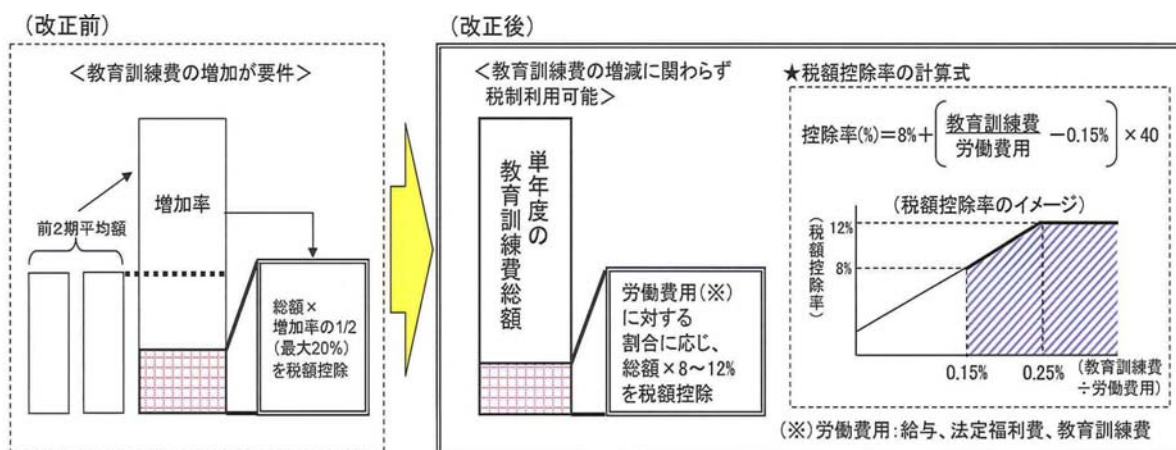 (改正前)
＜教育訓練費の増加が要件＞
増加率
前2期平均額
総額×
増加率の1/2
(最大20%)
を税額控除
(改正後)
＜教育訓練費の増減に関わらず
税制利用可能＞
単年度の
教育訓練費総額
労働費用(※)
に対する
割合に応じ、
総額×8～12%
を税額控除
★税額控除率の計算式
控除率(%)＝8%＋(教育訓練費/労働費用 −0.15%)×40
(税額控除率のイメージ)
(税額控除率)
12%
8%
0.15%
0.25%
(教育訓練費
÷労働費用)
(※)労働費用：給与、法定福利費、教育訓練費